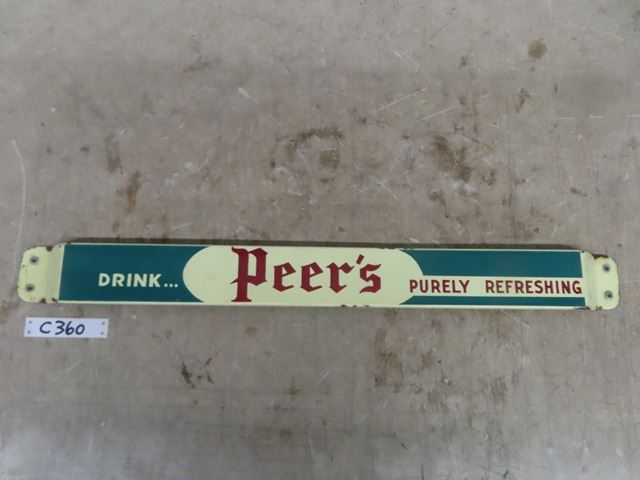 DRINK... Peer's PURELY REFRESHING
C360